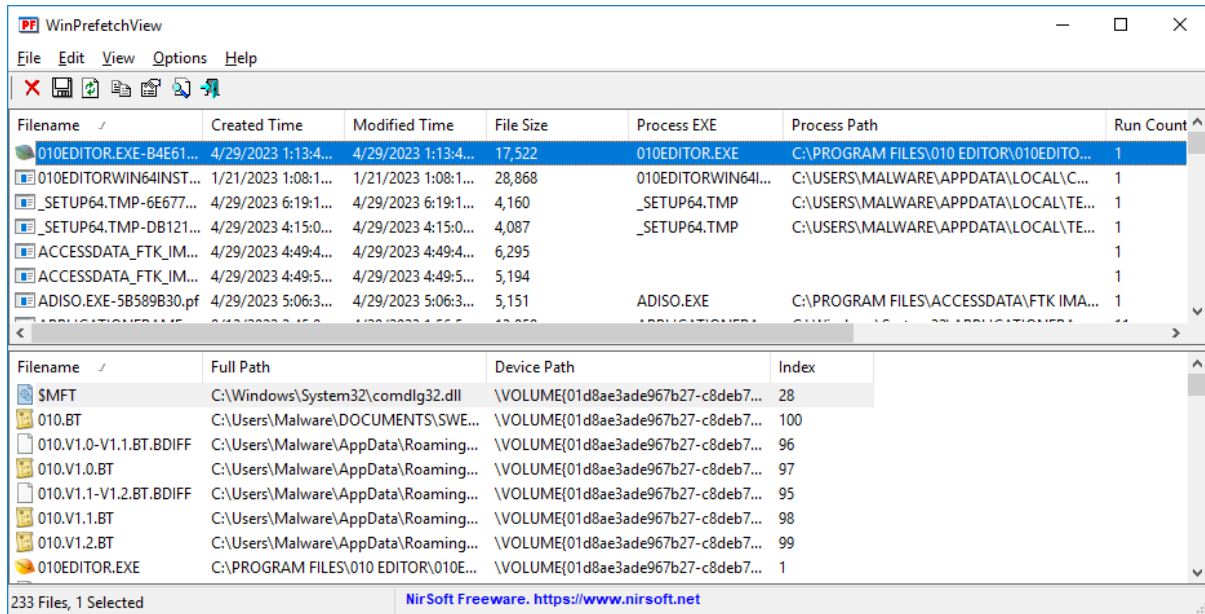 WinPrefetchView
File Edit View Options Help
Filename Created Time Modified Time File Size Process EXE Process Path Run Count
010EDITOR.EXE-B4E61... 4/29/2023 1:13:4... 4/29/2023 1:13:4... 17,522 010EDITOR.EXE C:\PROGRAM FILES\010 EDITOR\010EDITO... 1
010EDITORWIN64INST... 1/21/2023 1:08:1... 1/21/2023 1:08:1... 28,868 010EDITORWIN64I... C:\USERS\MALWARE\APPDATA\LOCAL\C... 1
_SETUP64.TMP-6E677... 4/29/2023 6:19:1... 4/29/2023 6:19:1... 4,160 _SETUP64.TMP C:\USERS\MALWARE\APPDATA\LOCAL\TE... 1
_SETUP64.TMP-DB121... 4/29/2023 4:15:0... 4/29/2023 4:15:0... 4,087 _SETUP64.TMP C:\USERS\MALWARE\APPDATA\LOCAL\TE... 1
ACCESSDATA_FTK_IM... 4/29/2023 4:49:4... 4/29/2023 4:49:4... 6,295 1
ACCESSDATA_FTK_IM... 4/29/2023 4:49:5... 4/29/2023 4:49:5... 5,194 1
ADISO.EXE-5B589B30.pf 4/29/2023 5:06:3... 4/29/2023 5:06:3... 5,151 ADISO.EXE C:\PROGRAM FILES\ACCESSDATA\FTK IMA... 1
Filename Full Path Device Path Index
$MFT C:\Windows\System32\comdlg32.dll \VOLUME{01d8ae3ade967b27-c8deb7... 28
010.BT C:\Users\Malware\DOCUMENTS\SWE... \VOLUME{01d8ae3ade967b27-c8deb7... 100
010.V1.0-V1.1.BT.BDIFF C:\Users\Malware\AppData\Roaming... \VOLUME{01d8ae3ade967b27-c8deb7... 96
010.V1.0.BT C:\Users\Malware\AppData\Roaming... \VOLUME{01d8ae3ade967b27-c8deb7... 97
010.V1.1-V1.2.BT.BDIFF C:\Users\Malware\AppData\Roaming... \VOLUME{01d8ae3ade967b27-c8deb7... 95
010.V1.1.BT C:\Users\Malware\AppData\Roaming... \VOLUME{01d8ae3ade967b27-c8deb7... 98
010.V1.2.BT C:\Users\Malware\AppData\Roaming... \VOLUME{01d8ae3ade967b27-c8deb7... 99
010EDITOR.EXE C:\PROGRAM FILES\010 EDITOR\010E... \VOLUME{01d8ae3ade967b27-c8deb7... 1
233 Files, 1 Selected NirSoft Freeware. https://www.nirsoft.net